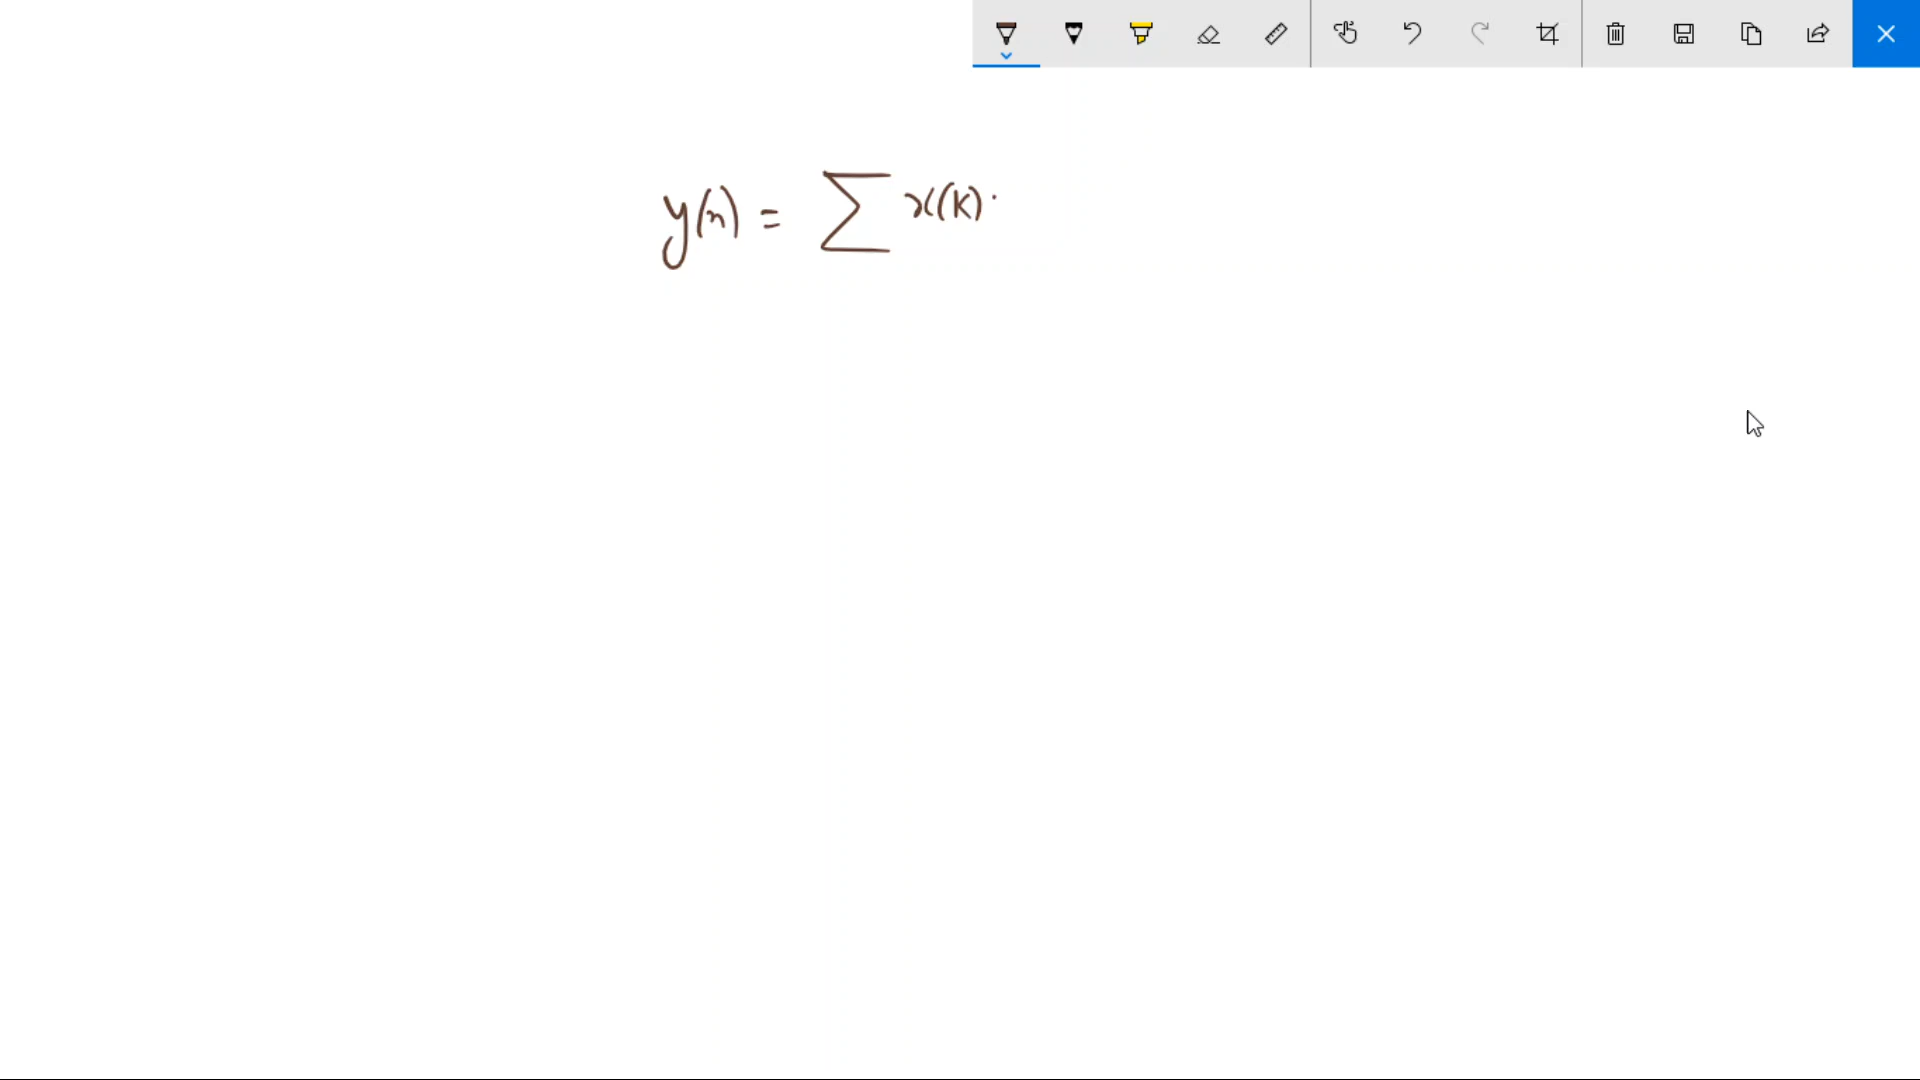 y(n) = ∑ x(k) ·